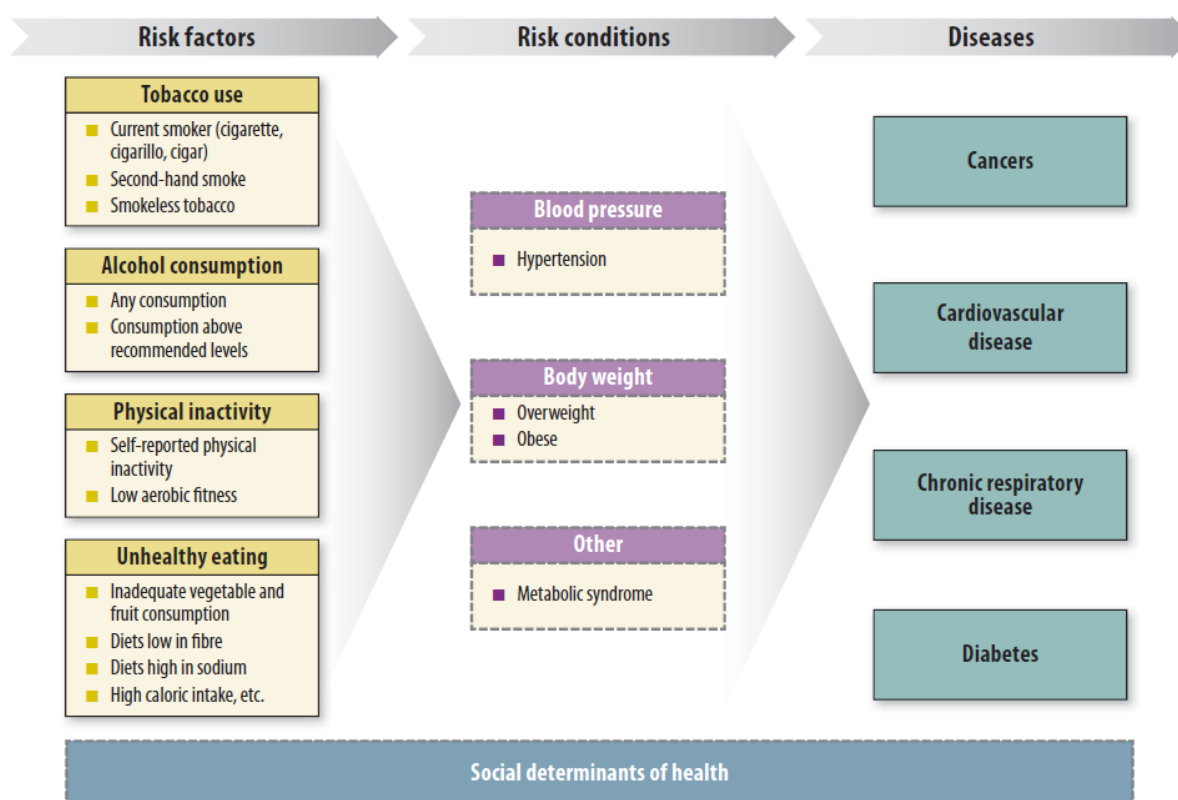 Risk factors
Risk conditions
Diseases
Tobacco use
Current smoker (cigarette,
cigarillo, cigar)
Second-hand smoke
Smokeless tobacco
Alcohol consumption
Any consumption
Consumption above
recommended levels
Physical inactivity
Self-reported physical
inactivity
Low aerobic fitness
Unhealthy eating
Inadequate vegetable and
fruit consumption
Diets low in fibre
Diets high in sodium
High caloric intake, etc.
Blood pressure
Hypertension
Body weight
Overweight
Obese
Other
Metabolic syndrome
Cancers
Cardiovascular
disease
Chronic respiratory
disease
Diabetes
Social determinants of health